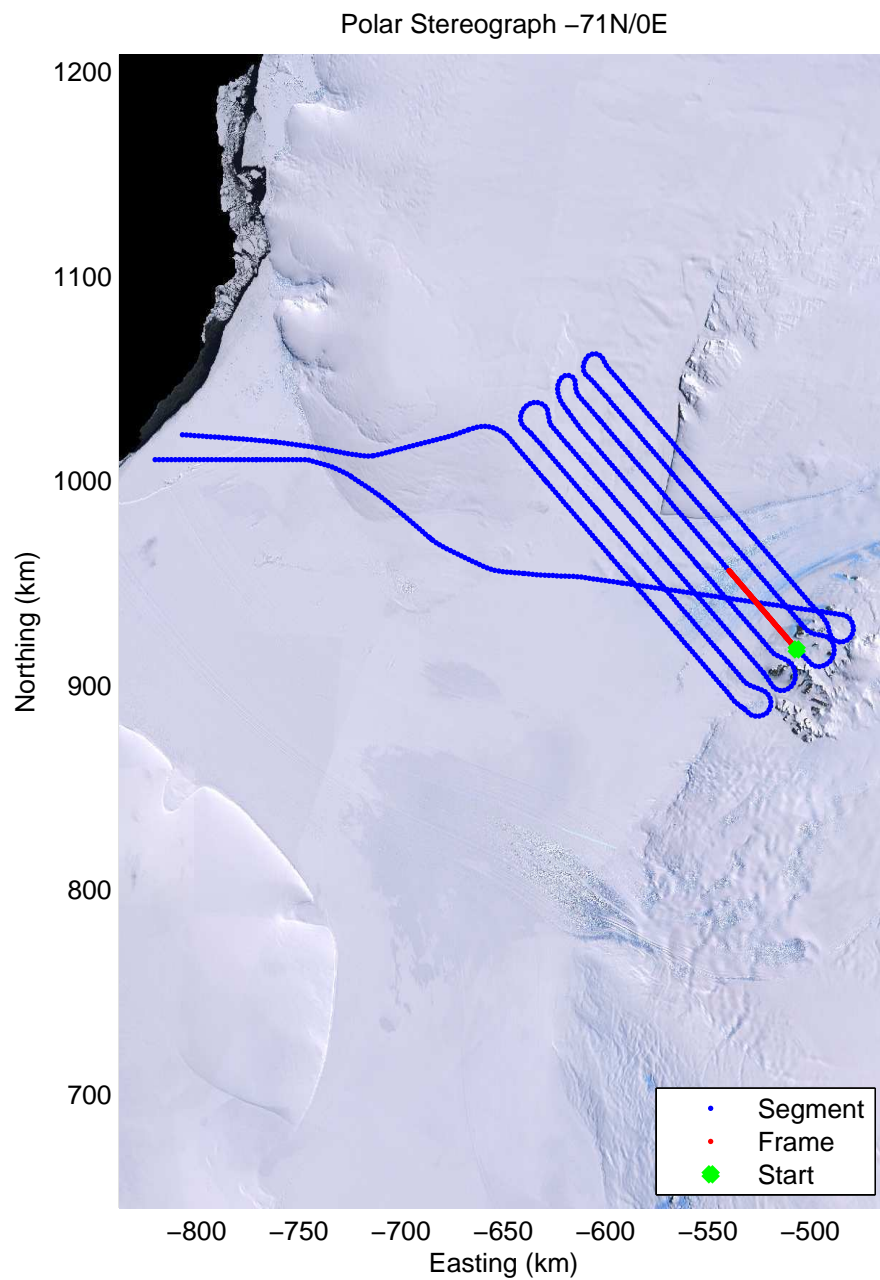 Polar Stereograph −71N/0E
1200
1100
1000
900
800
700
Northing (km)
−800 −750 −700 −650 −600 −550 −500
Easting (km)
Segment
Frame
Start